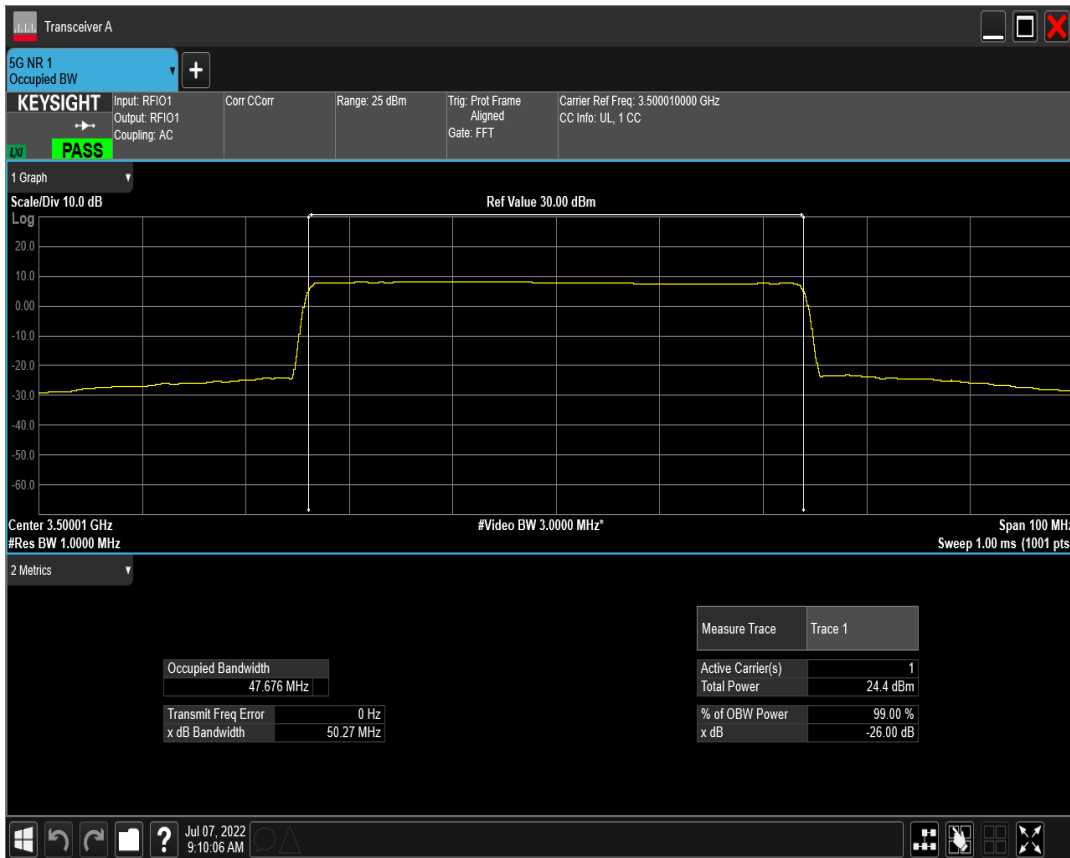 Transceiver A
5G NR 1
Occupied BW
+
KEYSIGHT
LXI
PASS
Input: RFIO1
Output: RFIO1
Coupling: AC
Corr CCorr
Range: 25 dBm
Trig: Prot Frame
Aligned
Gate: FFT
Carrier Ref Freq: 3.500010000 GHz
CC Info: UL, 1 CC
1 Graph
Scale/Div 10.0 dB
Ref Value 30.00 dBm
Log
20.0
10.0
0.00
-10.0
-20.0
-30.0
-40.0
-50.0
-60.0
Center 3.50001 GHz
#Video BW 3.0000 MHz*
Span 100 MHz
#Res BW 1.0000 MHz
Sweep 1.00 ms (1001 pts
2 Metrics
Measure Trace Trace 1
Occupied Bandwidth
47.676 MHz
Active Carrier(s) 1
Total Power 24.4 dBm
Transmit Freq Error 0 Hz
x dB Bandwidth 50.27 MHz
% of OBW Power 99.00 %
x dB -26.00 dB
?
Jul 07, 2022
9:10:06 AM